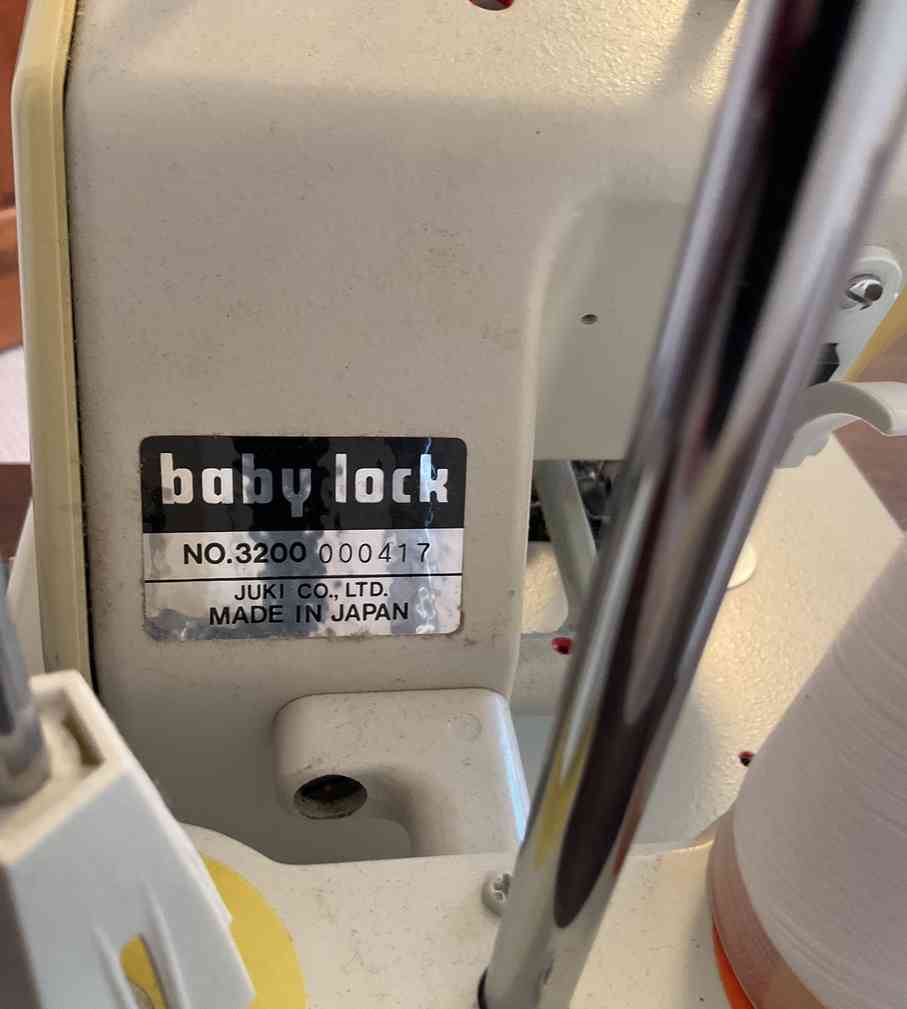 baby lock
NO.3200 000417
JUKI CO., LTD.
MADE IN JAPAN